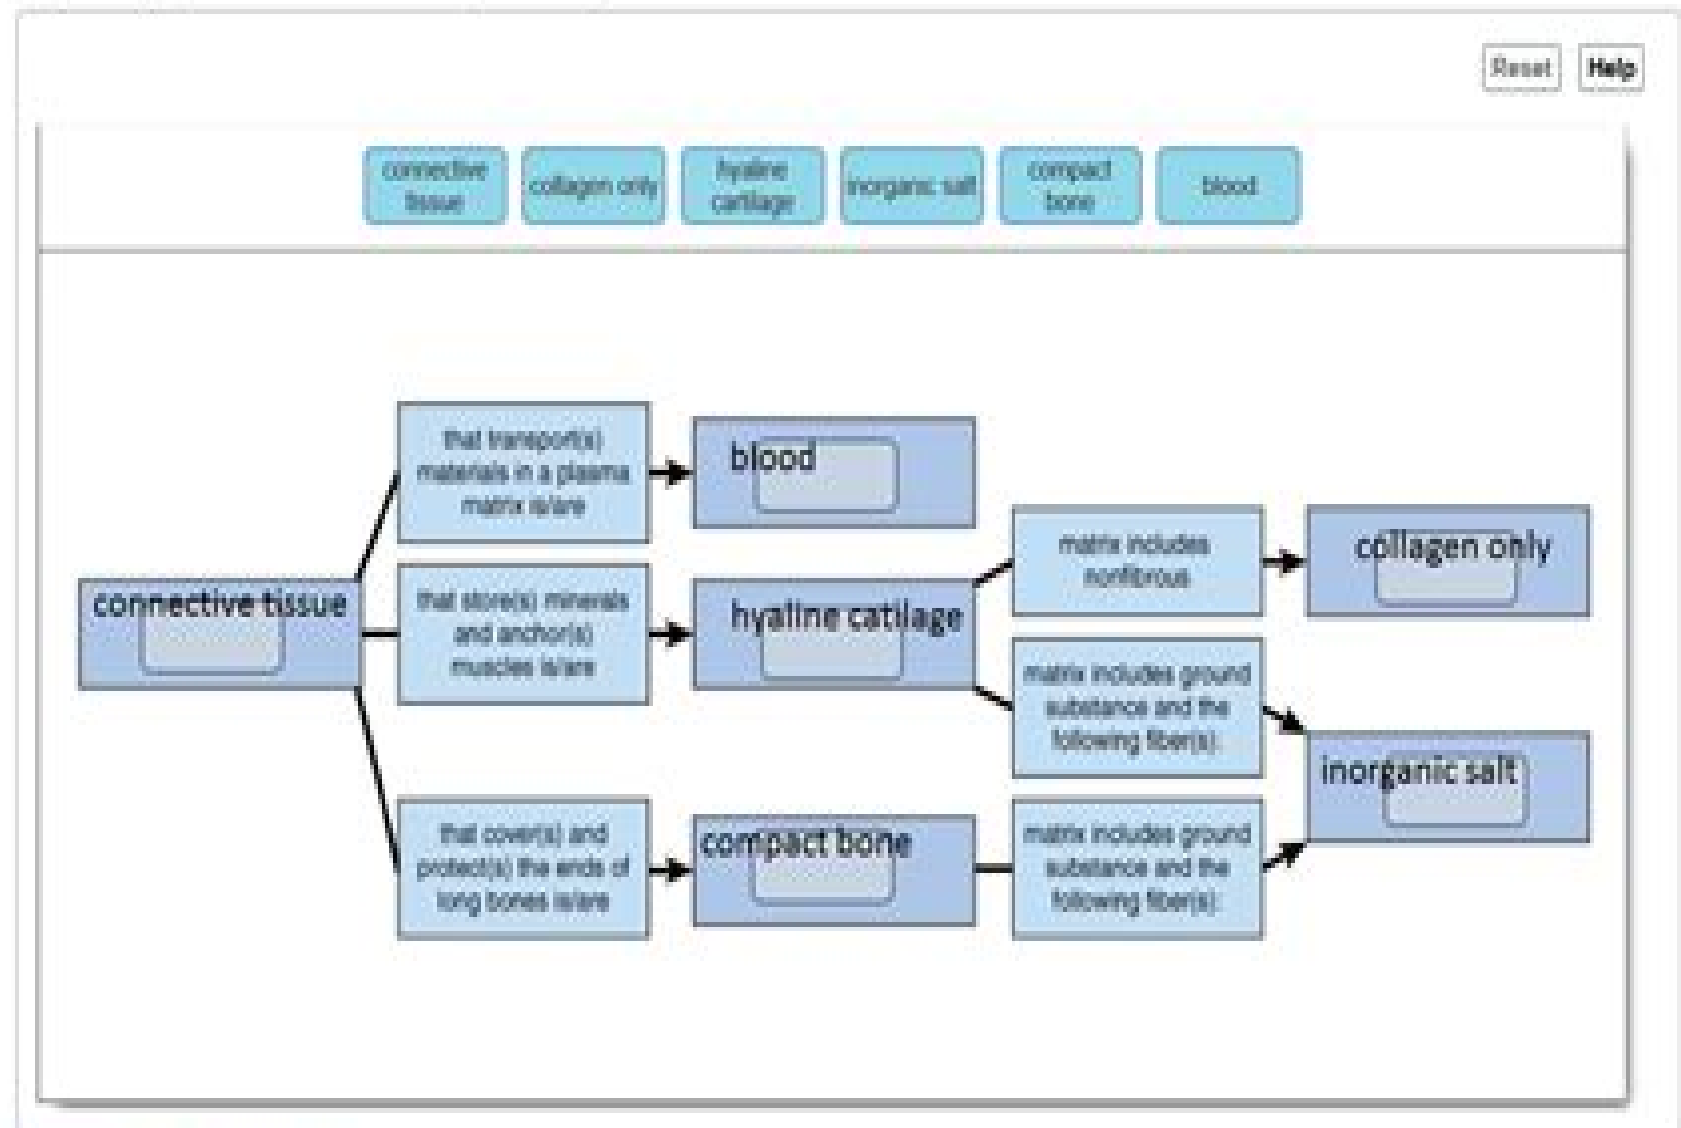 Reset
Help
connective
tissue
collagen only
hyaline
cartilage
inorganic salt
compact
bone
blood
that transport(s)
materials in a plasma
matrix is/are
blood
matrix includes
nonfibrous
collagen only
connective tissue
that store(s) minerals
and anchor(s)
muscles is/are
hyaline catilage
matrix includes ground
substance and the
following fiber(s):
inorganic salt
that cover(s) and
protect(s) the ends of
long bones is/are
compact bone
matrix includes ground
substance and the
following fiber(s):